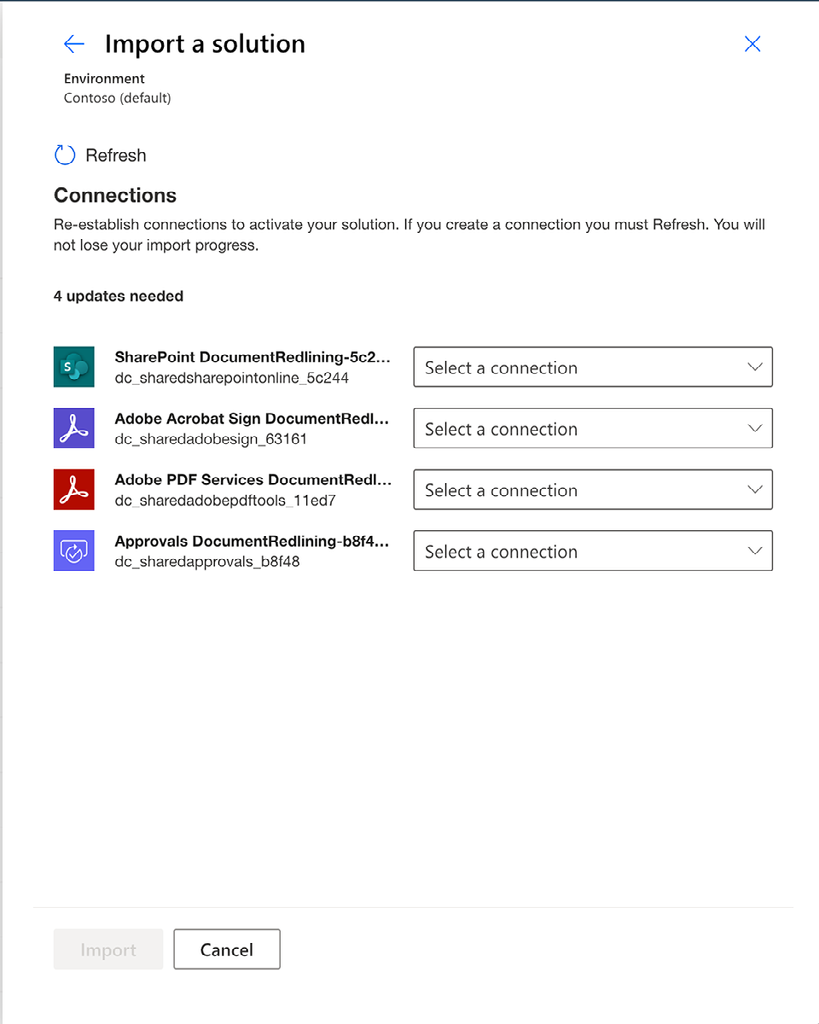 Import a solution
Environment
Contoso (default)
Refresh
Connections
Re-establish connections to activate your solution. If you create a connection you must Refresh. You will
not lose your import progress.
4 updates needed
SharePoint DocumentRedlining-5c2...
dc_sharedsharepointonline_5c244
Select a connection
Adobe Acrobat Sign DocumentRedl...
dc_sharedadobesign_63161
Select a connection
Adobe PDF Services DocumentRedl...
dc_sharedadobepdftools_11ed7
Select a connection
Approvals DocumentRedlining-b8f4...
dc_sharedapprovals_b8f48
Select a connection
Import
Cancel